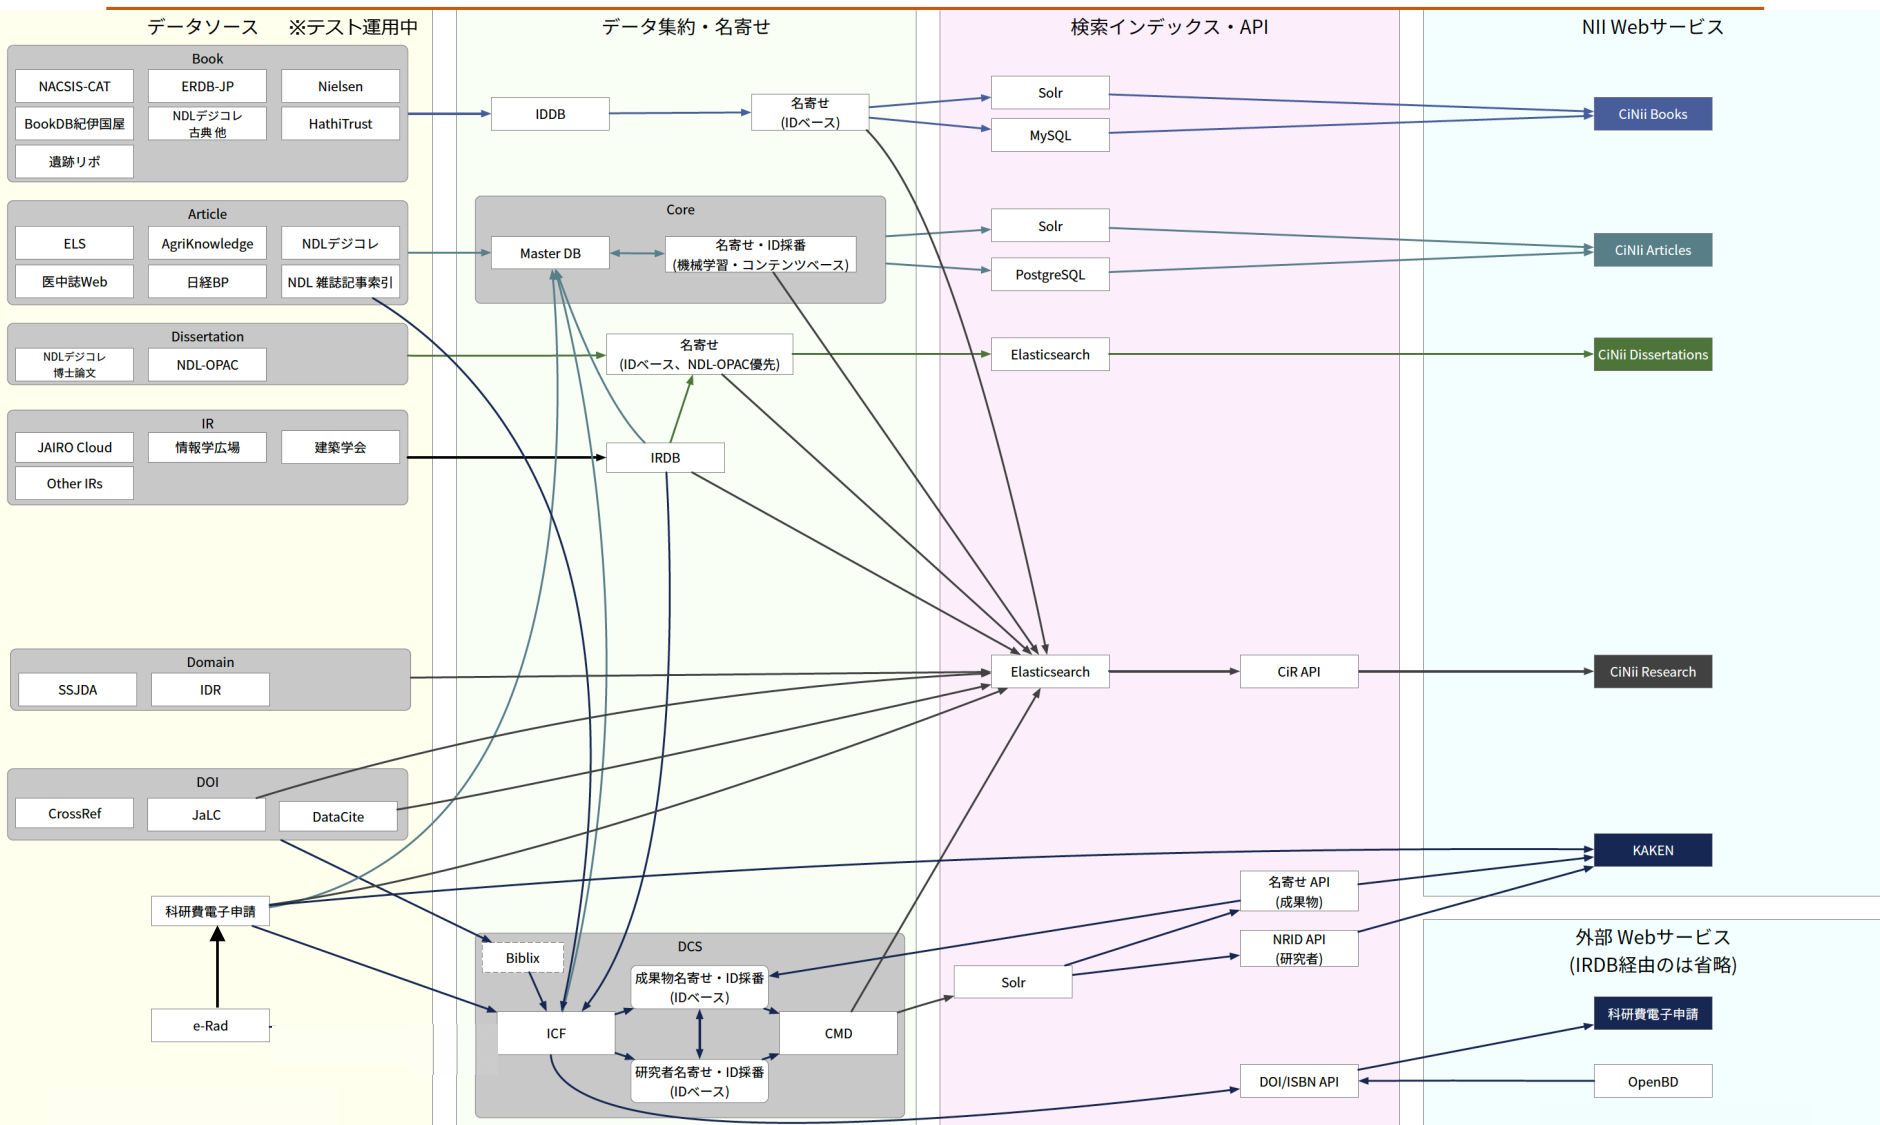 データソース ※テスト運用中
Book
NACSIS-CAT
ERDB-JP
Nielsen
BookDB紀伊国屋
NDLデジコレ
古典 他
HathiTrust
遺跡リポ
Article
ELS
AgriKnowledge
NDLデジコレ
医中誌Web
日経BP
NDL 雑誌記事索引
Dissertation
NDLデジコレ
博士論文
NDL-OPAC
IR
JAIRO Cloud
情報学広場
建築学会
Other IRs
Domain
SSJDA
IDR
DOI
CrossRef
JaLC
DataCite
科研費電子申請
e-Rad
データ集約・名寄せ
IDDB
名寄せ
(IDベース)
Core
Master DB
名寄せ・ID採番
(機械学習・コンテンツベース)
名寄せ
(IDベース、NDL-OPAC優先)
IRDB
DCS
Biblix
成果物名寄せ・ID採番
(IDベース)
ICF
CMD
研究者名寄せ・ID採番
(IDベース)
検索インデックス・API
Solr
MySQL
Solr
PostgreSQL
Elasticsearch
Elasticsearch
CiR API
名寄せ API
(成果物)
NRID API
(研究者)
Solr
DOI/ISBN API
NII Webサービス
CiNii Books
CiNIi Articles
CiNii Dissertations
CiNii Research
KAKEN
外部 Webサービス
(IRDB経由のは省略)
科研費電子申請
OpenBD